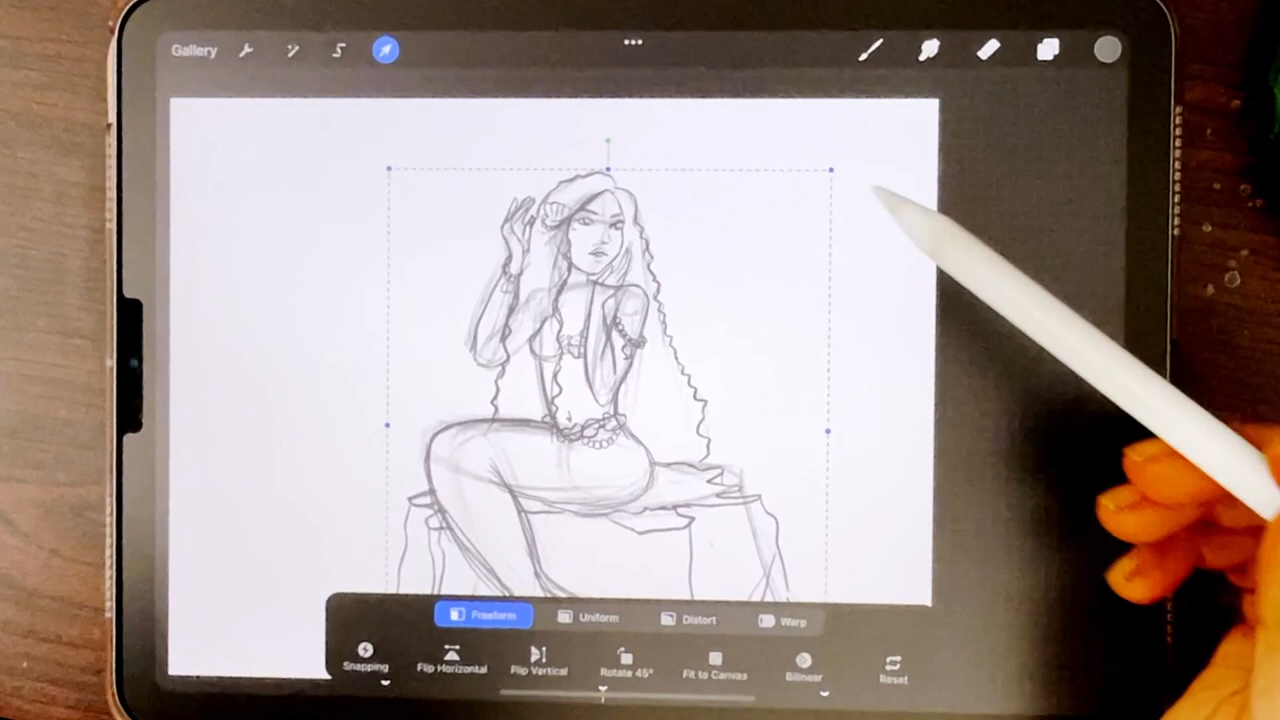 Gallery
Freeform Uniform Distort Warp
Snapping Flip Horizontal Flip Vertical Rotate 45° Fit to Canvas Bilinear Reset